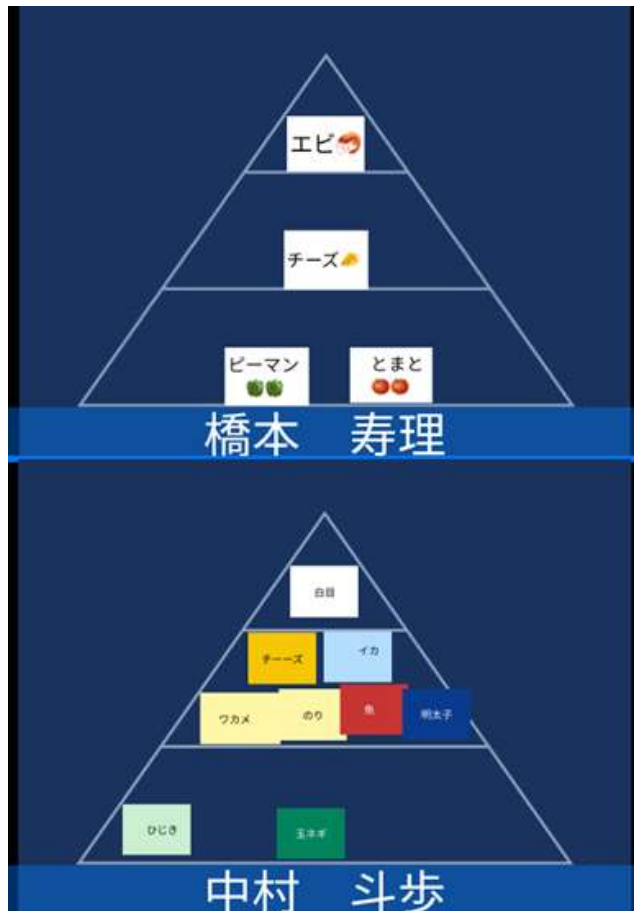 エビ🦐
チーズ🧀
ピーマン
とまと
橋本　寿理
白目
チーーズ
イカ
ワカメ
のり
魚
明太子
ひじき
玉ネギ
中村　斗歩